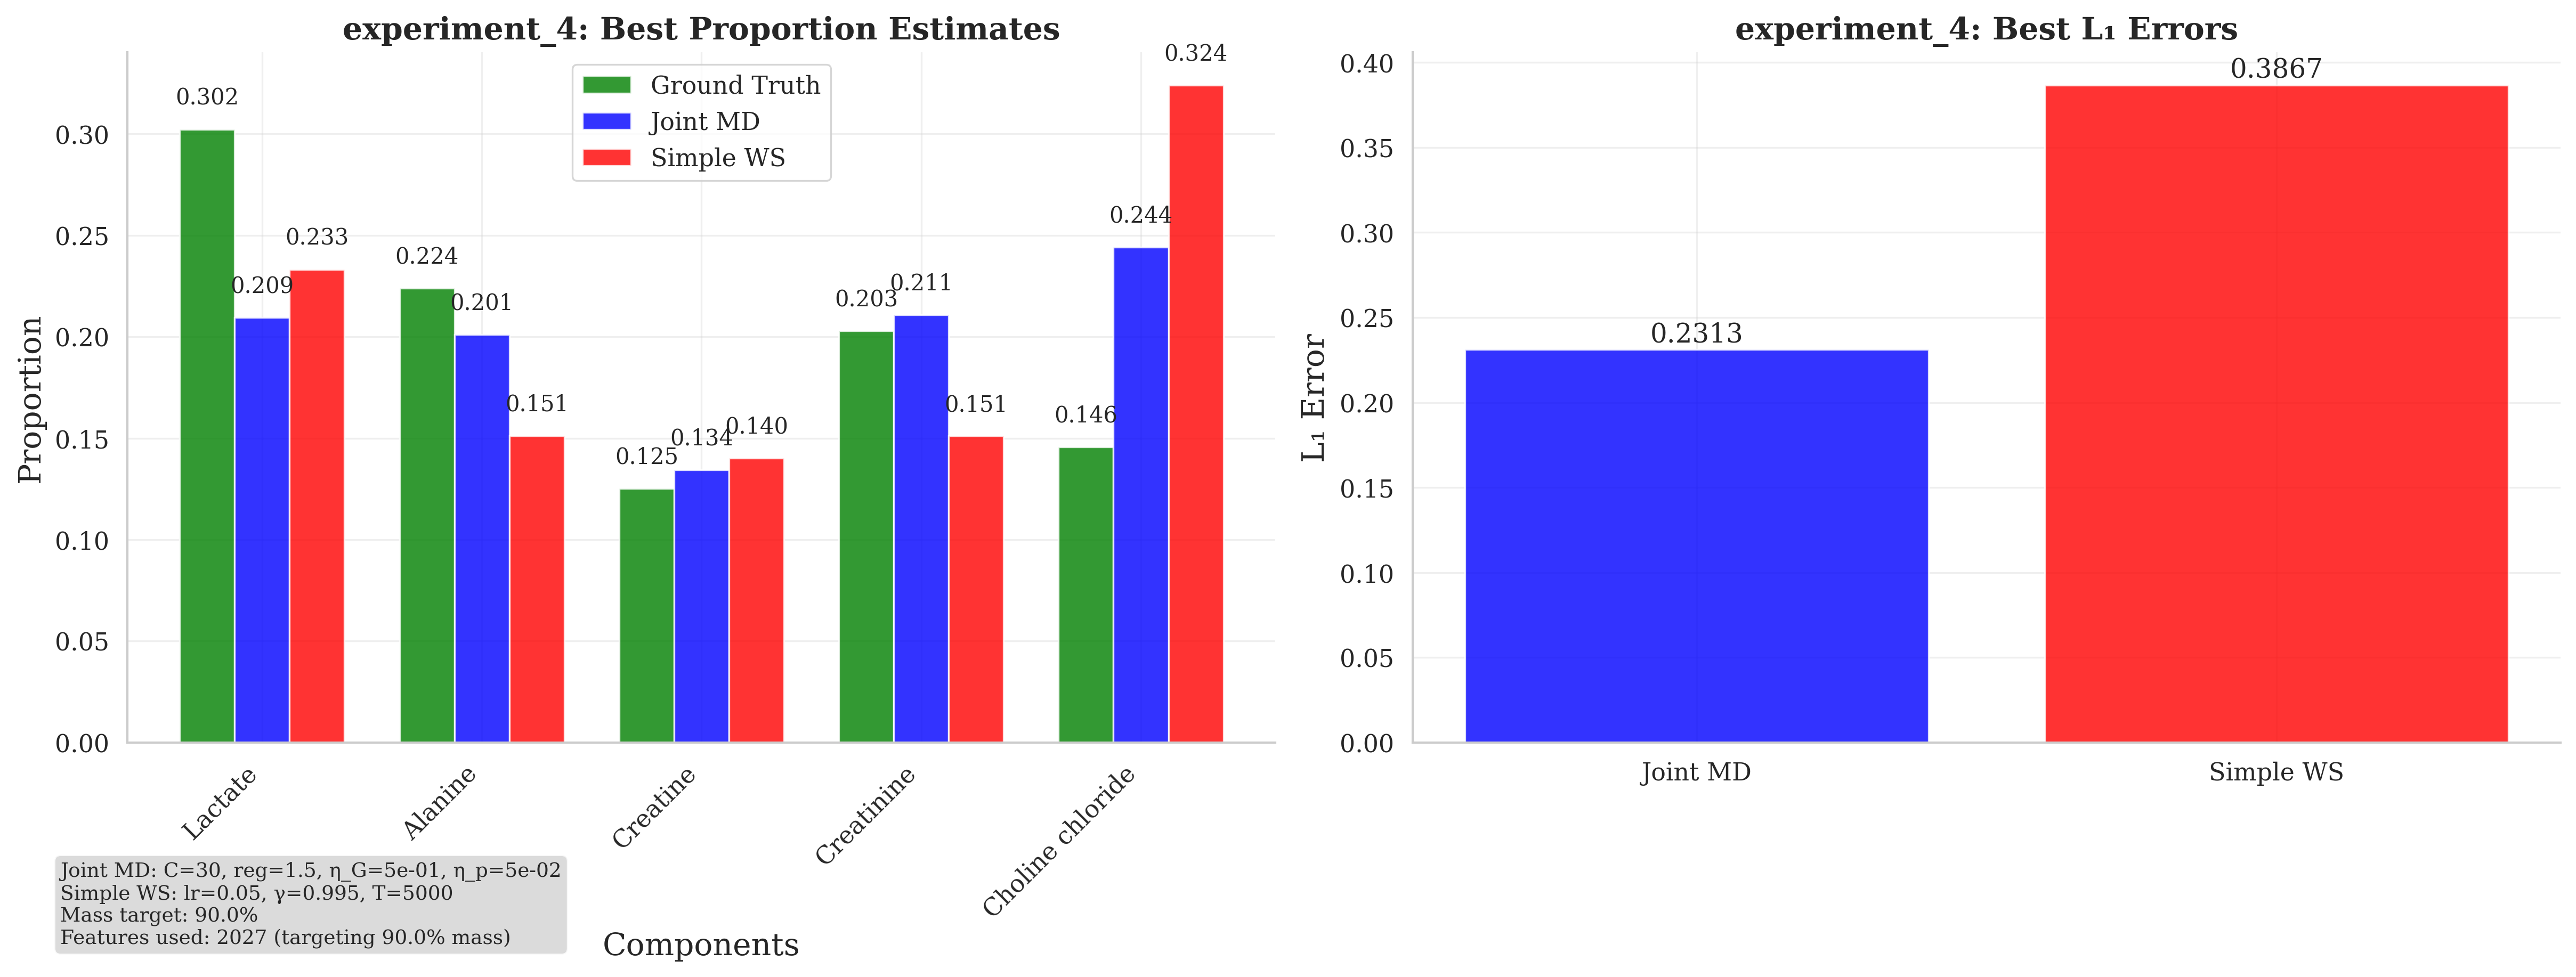 experiment_4: Best Proportion Estimates
Proportion
0.30
0.25
0.20
0.15
0.10
0.05
0.00
Ground Truth
Joint MD
Simple WS
0.302
0.209
0.233
0.224
0.201
0.151
0.125
0.134
0.140
0.203
0.211
0.151
0.146
0.244
0.324
Lactate
Alanine
Creatine
Creatinine
Choline chloride
Components
Joint MD: C=30, reg=1.5, η_G=5e-01, η_p=5e-02
Simple WS: lr=0.05, γ=0.995, T=5000
Mass target: 90.0%
Features used: 2027 (targeting 90.0% mass)
experiment_4: Best L₁ Errors
L₁ Error
0.40
0.35
0.30
0.25
0.20
0.15
0.10
0.05
0.00
0.2313
0.3867
Joint MD
Simple WS